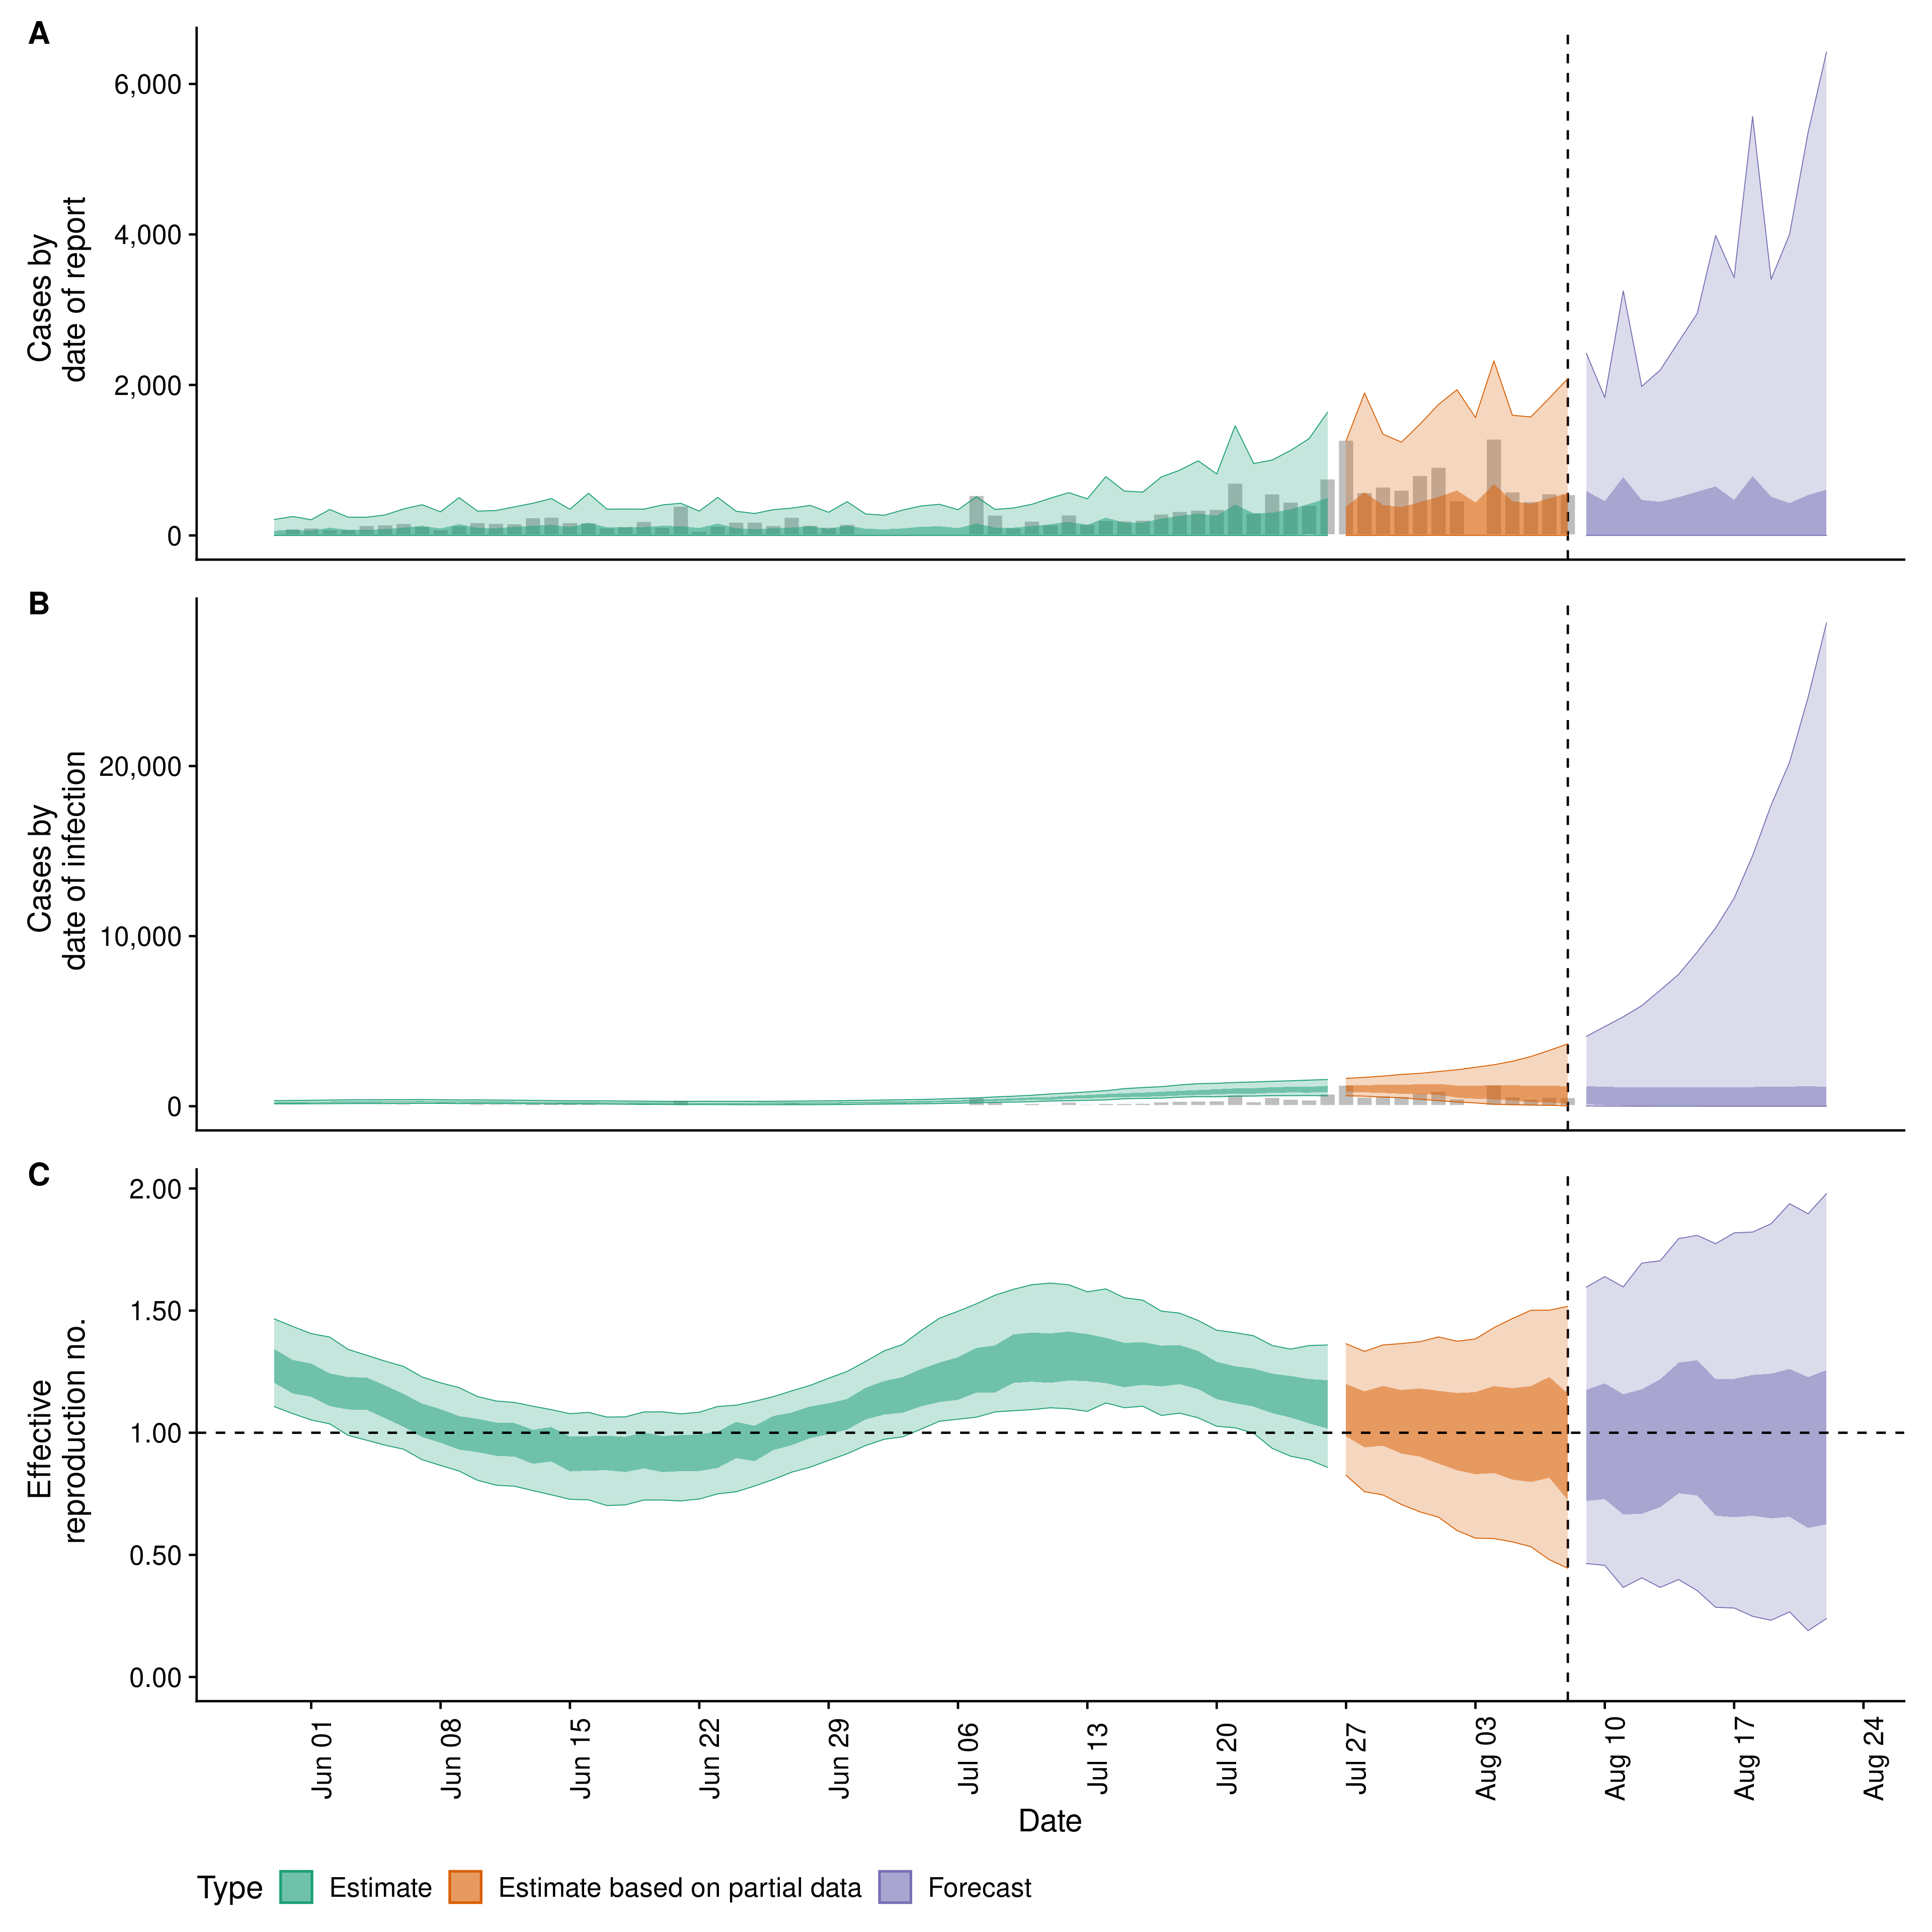 A
6,000
4,000
2,000
0
Cases by
date of report
B
20,000
10,000
0
Cases by
date of infection
C
2.00
1.50
1.00
0.50
0.00
Effective
reproduction no.
Jun 01
Jun 08
Jun 15
Jun 22
Jun 29
Jul 06
Jul 13
Jul 20
Jul 27
Aug 03
Aug 10
Aug 17
Aug 24
Date
Type Estimate Estimate based on partial data Forecast